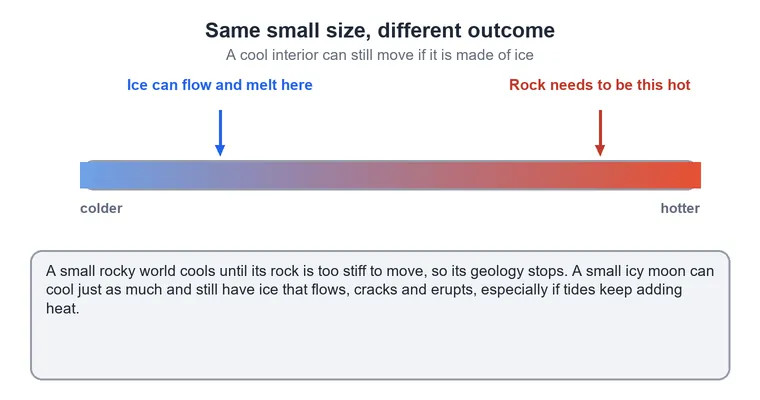 Same small size, different outcome
A cool interior can still move if it is made of ice
Ice can flow and melt here
Rock needs to be this hot
colder
hotter
A small rocky world cools until its rock is too stiff to move, so its geology stops. A small icy moon can
cool just as much and still have ice that flows, cracks and erupts, especially if tides keep adding
heat.